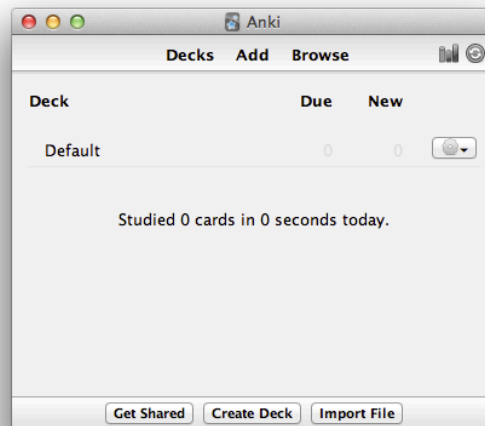 Anki
Decks Add Browse
Deck Due New
Default 0 0
Studied 0 cards in 0 seconds today.
Get Shared Create Deck Import File